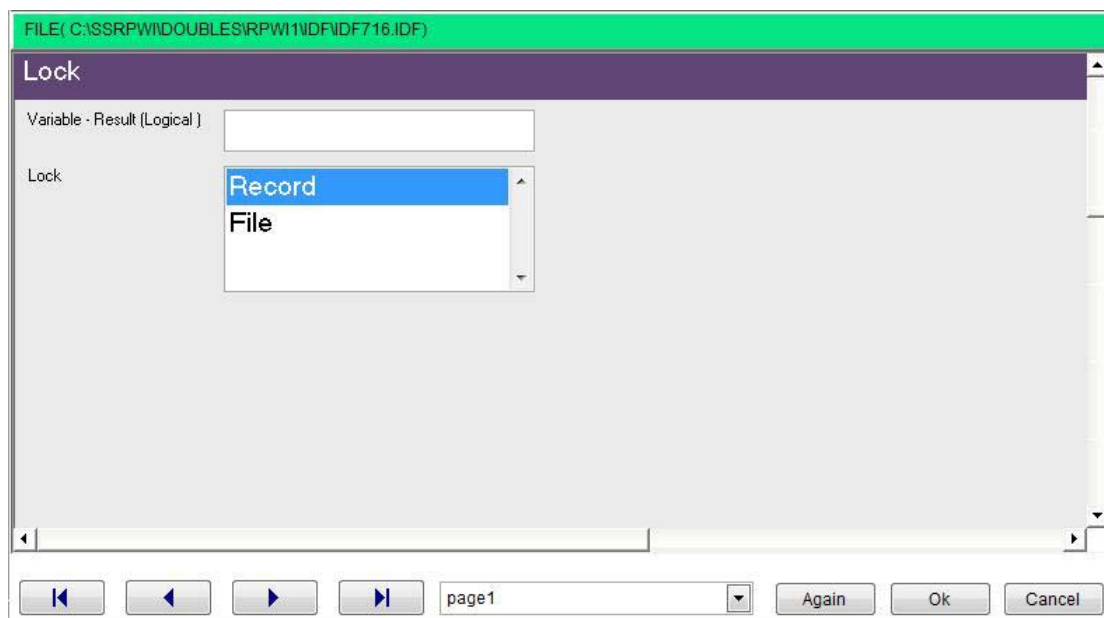 FILE( C:\SSRPWI\DOUBLES\RPWI1\IDF\IDF716.IDF)
Lock
Variable - Result (Logical )
Lock
Record
File
page1
Again
Ok
Cancel